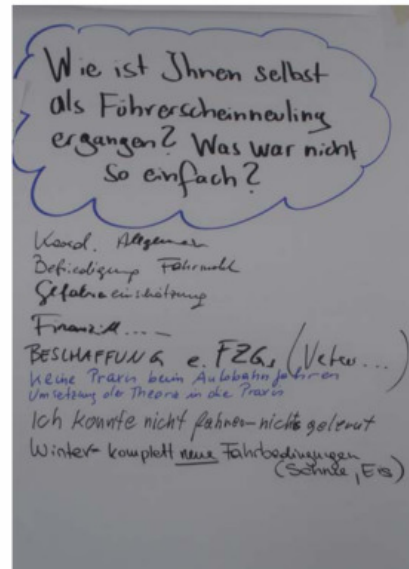 Wie ist Ihnen selbst
als Führerscheinneuling
ergangen? Was war nicht
so einfach?
Koord. Allgemein
Befriedigung
Gefahreneinschätzung
Finanziell ....
BESCHAFFUNG e. FZGs (Vater ...)
Keine Praxis beim Autobahnfahren
Umsetzung der Theorie in die Praxis
Ich konnte nicht fahren - nichts gelernt
Winter - komplett neue Fahrbedingungen
(Schnee, Eis)